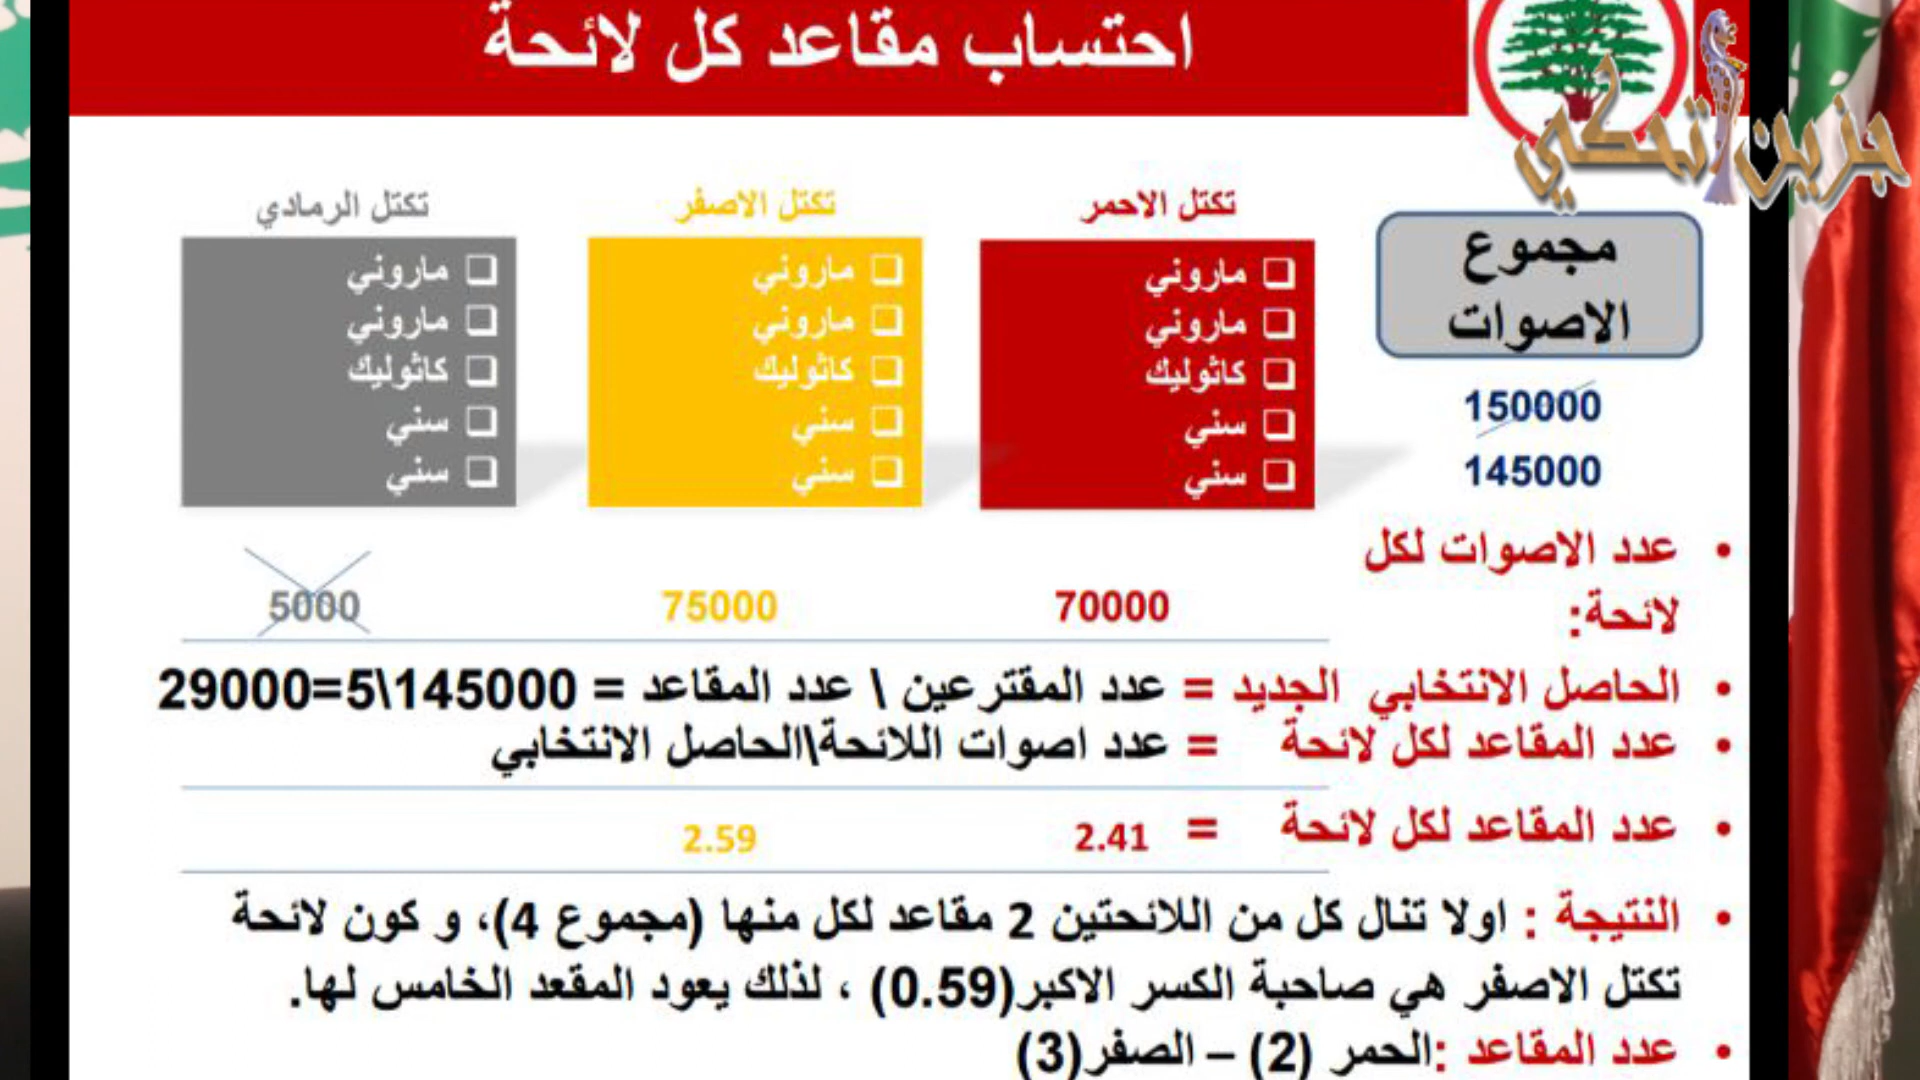 احتساب مقاعد كل لائحة
جزين تحكي
مجموع
الاصوات
150000
145000
تكتل الاحمر
ماروني
ماروني
كاثوليك
سني
سني
تكتل الاصفر
ماروني
ماروني
كاثوليك
سني
سني
تكتل الرمادي
ماروني
ماروني
كاثوليك
سني
سني
• عدد الاصوات لكل
لائحة:
70000 75000 5000
• الحاصل الانتخابي الجديد = عدد المقترعين \ عدد المقاعد = 145000\5=29000
• عدد المقاعد لكل لائحة = عدد اصوات اللائحة\الحاصل الانتخابي
• عدد المقاعد لكل لائحة = 2.41 2.59
• النتيجة : اولا تنال كل من اللائحتين 2 مقاعد لكل منها (مجموع 4)، و كون لائحة
تكتل الاصفر هي صاحبة الكسر الاكبر(0.59) ، لذلك يعود المقعد الخامس لها.
• عدد المقاعد :الحمر (2) – الصفر(3)